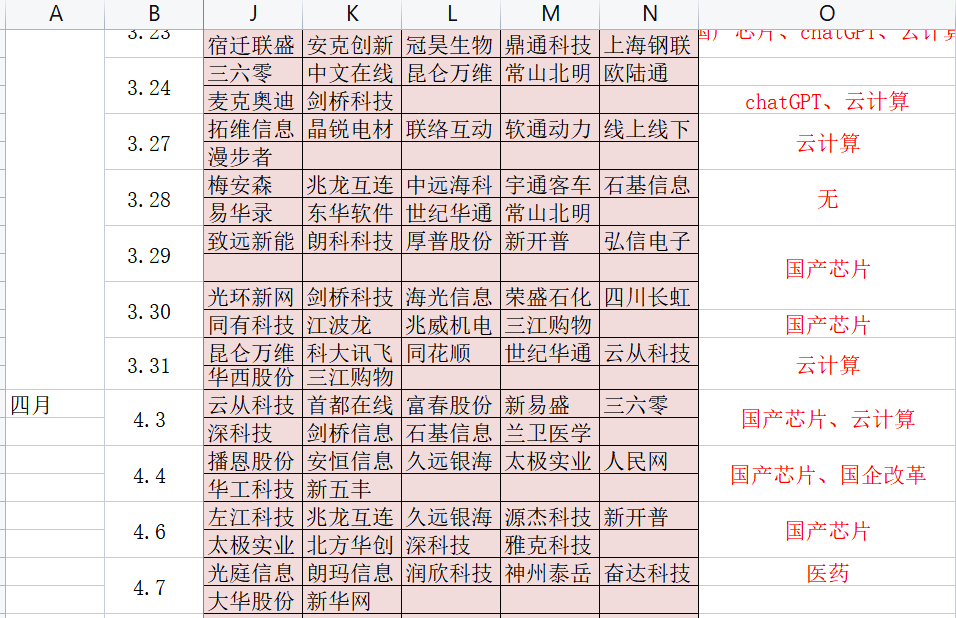 A B J K L M N O
3.23 宿迁联盛 安克创新 冠昊生物 鼎通科技 上海钢联 国产芯片、chatGPT、云计算
3.24 三六零 中文在线 昆仑万维 常山北明 欧陆通
麦克奥迪 剑桥科技 chatGPT、云计算
3.27 拓维信息 晶锐电材 联络互动 软通动力 线上线下 云计算
漫步者
3.28 梅安森 兆龙互连 中远海科 宇通客车 石基信息 无
易华录 东华软件 世纪华通 常山北明
3.29 致远新能 朗科科技 厚普股份 新开普 弘信电子
国产芯片
3.30 光环新网 剑桥科技 海光信息 荣盛石化 四川长虹
同有科技 江波龙 兆威机电 三江购物 国产芯片
3.31 昆仑万维 科大讯飞 同花顺 世纪华通 云从科技 云计算
华西股份 三江购物
四月 4.3 云从科技 首都在线 富春股份 新易盛 三六零 国产芯片、云计算
深科技 剑桥信息 石基信息 兰卫医学
4.4 播恩股份 安恒信息 久远银海 太极实业 人民网 国产芯片、国企改革
华工科技 新五丰
4.6 左江科技 兆龙互连 久远银海 源杰科技 新开普 国产芯片
太极实业 北方华创 深科技 雅克科技
4.7 光庭信息 朗玛信息 润欣科技 神州泰岳 奋达科技 医药
大华股份 新华网